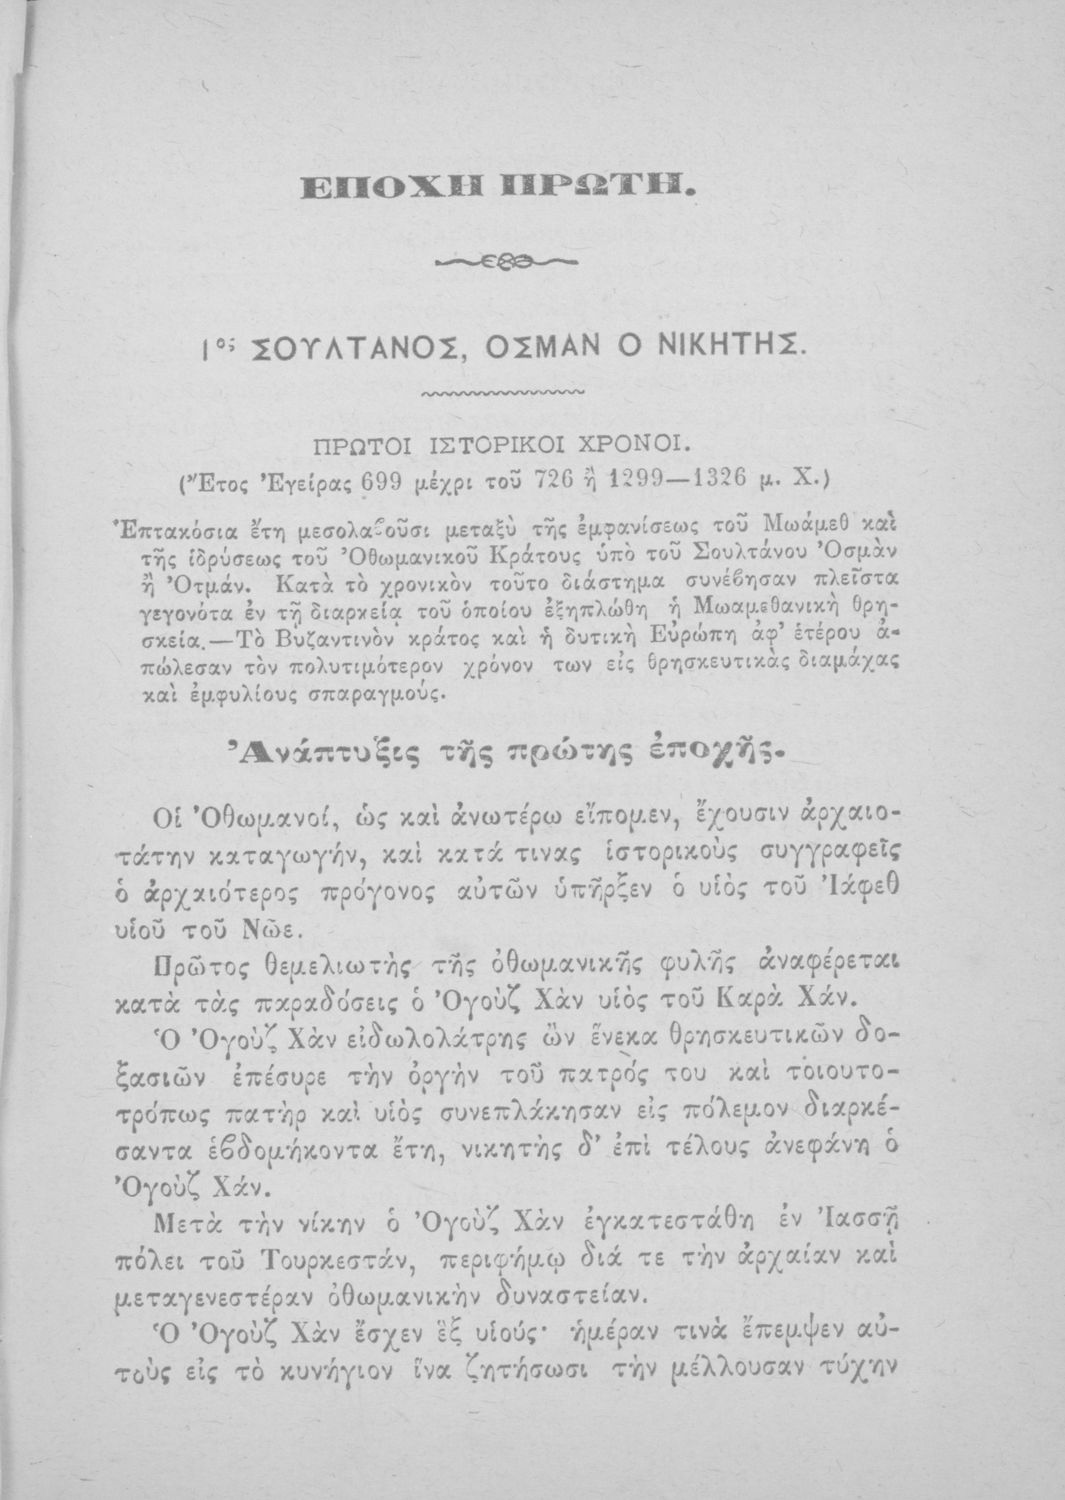 ΕΠΟΧΗ ΠΡΩΤΗ.
Iος ΣΟΥΛΤΑΝΟΣ, ΟΣΜΑΝ Ο ΝΙΚΗΤΗΣ.
ΠΡΩΤΟΙ ΙΣΤΟΡΙΚΟΙ ΧΡΟΝΟΙ.
(Ἔτος Ἐγείρας 699 μέχρι τοῦ 726 ἢ 1299—1326 μ. Χ.)
Ἑπτακόσια ἔτη μεσολαβοῦσι μεταξὺ τῆς ἐμφανίσεως τοῦ Μωάμεθ καὶ
τῆς ἱδρύσεως τοῦ Ὀθωμανικοῦ Κράτους ὑπὸ τοῦ Σουλτάνου Ὀσμὰν
ἢ Ὀτμάν. Κατὰ τὸ χρονικὸν τοῦτο διάστημα συνέβησαν πλεῖστα
γεγονότα ἐν τῇ διαρκείᾳ τοῦ ὁποίου ἐξηπλώθη ἡ Μωαμεθανικὴ θρη-
σκεία.—Τὸ Βυζαντινὸν κράτος καὶ ἡ δυτικὴ Εὐρώπη ἀφ' ἑτέρου ἀ-
πώλεσαν τὸν πολυτιμότερον χρόνον των εἰς θρησκευτικὰς διαμάχας
καὶ ἐμφυλίους σπαραγμούς.
Ἀνάπτυξις τῆς πρώτης ἐποχῆς.
Οἱ Ὀθωμανοί, ὡς καὶ ἀνωτέρω εἴπομεν, ἔχουσιν ἀρχαιο-
τάτην καταγωγήν, καὶ κατά τινας ἱστορικοὺς συγγραφεῖς
ὁ ἀρχαιότερος πρόγονος αὐτῶν ὑπῆρξεν ὁ υἱὸς τοῦ Ἰάφεθ
υἱοῦ τοῦ Νῶε.
Πρῶτος θεμελιωτὴς τῆς ὀθωμανικῆς φυλῆς ἀναφέρεται
κατὰ τὰς παραδόσεις ὁ Ὀγοὺζ Χὰν υἱὸς τοῦ Καρὰ Χάν.
Ὁ Ὀγοὺζ Χὰν εἰδωλολάτρης ὢν ἕνεκα θρησκευτικῶν δο-
ξασιῶν ἐπέσυρε τὴν ὀργὴν τοῦ πατρός του καὶ τοιουτο-
τρόπως πατὴρ καὶ υἱὸς συνεπλάκησαν εἰς πόλεμον διαρκέ-
σαντα ἑβδομήκοντα ἔτη, νικητὴς δ' ἐπὶ τέλους ἀνεφάνη ὁ
Ὀγοὺζ Χάν.
Μετὰ τὴν νίκην ὁ Ὀγοὺζ Χὰν ἐγκατεστάθη ἐν Ἰασσῇ
πόλει τοῦ Τουρκεστάν, περιφήμῳ διά τε τὴν ἀρχαίαν καὶ
μεταγενεστέραν ὀθωμανικὴν δυναστείαν.
Ὁ Ὀγοὺζ Χὰν ἔσχεν ἓξ υἱούς· ἡμέραν τινὰ ἔπεμψεν αὐ-
τοὺς εἰς τὸ κυνήγιον ἵνα ζητήσωσι τὴν μέλλουσαν τύχην